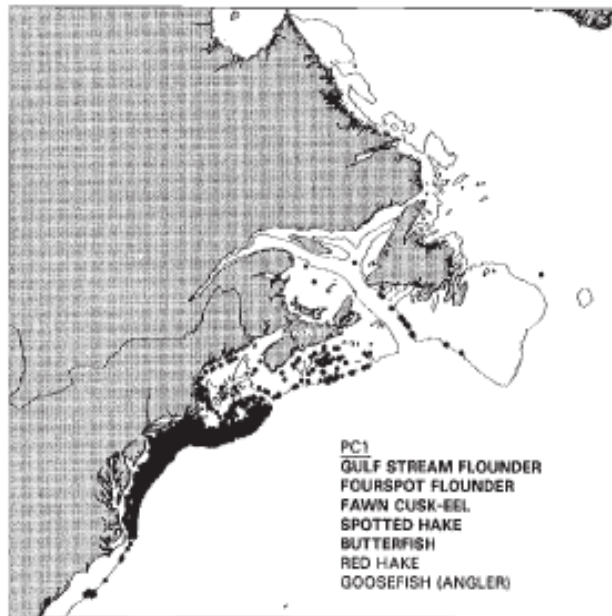 PC1
GULF STREAM FLOUNDER
FOURSPOT FLOUNDER
FAWN CUSK-EEL
SPOTTED HAKE
BUTTERFISH
RED HAKE
GOOSEFISH (ANGLER)